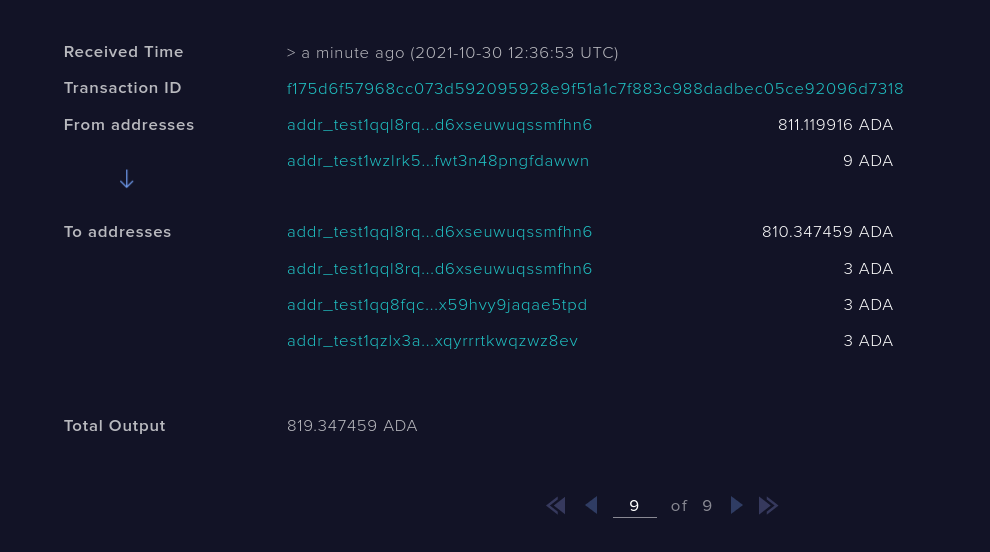 Received Time > a minute ago (2021-10-30 12:36:53 UTC)
Transaction ID f175d6f57968cc073d592095928e9f51a1c7f883c988dadbec05ce92096d7318
From addresses addr_test1qql8rq...d6xseuwuqssmfhn6 811.119916 ADA
addr_test1wzlrk5...fwt3n48pngfdawwn 9 ADA
To addresses addr_test1qql8rq...d6xseuwuqssmfhn6 810.347459 ADA
addr_test1qql8rq...d6xseuwuqssmfhn6 3 ADA
addr_test1qq8fqc...x59hvy9jaqae5tpd 3 ADA
addr_test1qzlx3a...xqyrrrtkwqzwz8ev 3 ADA
Total Output 819.347459 ADA
9 of 9